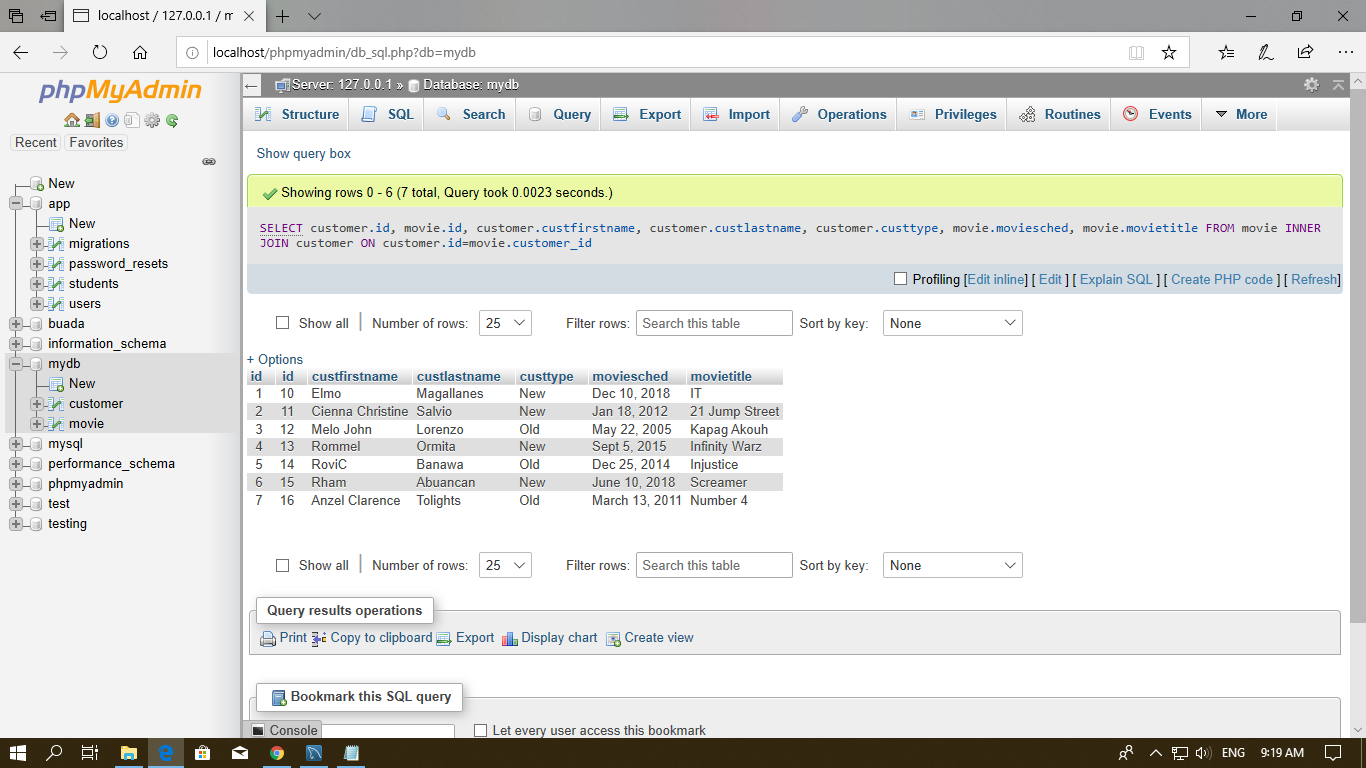 localhost / 127.0.0.1 / m
localhost/phpmyadmin/db_sql.php?db=mydb
phpMyAdmin
Recent Favorites
New
app
New
migrations
password_resets
students
users
buada
information_schema
mydb
New
customer
movie
mysql
performance_schema
phpmyadmin
test
testing
Server: 127.0.0.1 » Database: mydb
Structure SQL Search Query Export Import Operations Privileges Routines Events More
Show query box
Showing rows 0 - 6 (7 total, Query took 0.0023 seconds.)
SELECT customer.id, movie.id, customer.custfirstname, customer.custlastname, customer.custtype, movie.moviesched, movie.movietitle FROM movie INNER
JOIN customer ON customer.id=movie.customer_id
Profiling [Edit inline] [ Edit ] [ Explain SQL ] [ Create PHP code ] [ Refresh]
Show all | Number of rows: 25 Filter rows: Search this table Sort by key: None
+ Options
id id custfirstname custlastname custtype moviesched movietitle
1 10 Elmo Magallanes New Dec 10, 2018 IT
2 11 Cienna Christine Salvio New Jan 18, 2012 21 Jump Street
3 12 Melo John Lorenzo Old May 22, 2005 Kapag Akouh
4 13 Rommel Ormita New Sept 5, 2015 Infinity Warz
5 14 RoviC Banawa Old Dec 25, 2014 Injustice
6 15 Rham Abuancan New June 10, 2018 Screamer
7 16 Anzel Clarence Tolights Old March 13, 2011 Number 4
Show all | Number of rows: 25 Filter rows: Search this table Sort by key: None
Query results operations
Print Copy to clipboard Export Display chart Create view
Bookmark this SQL query
Console Let every user access this bookmark
ENG 9:19 AM